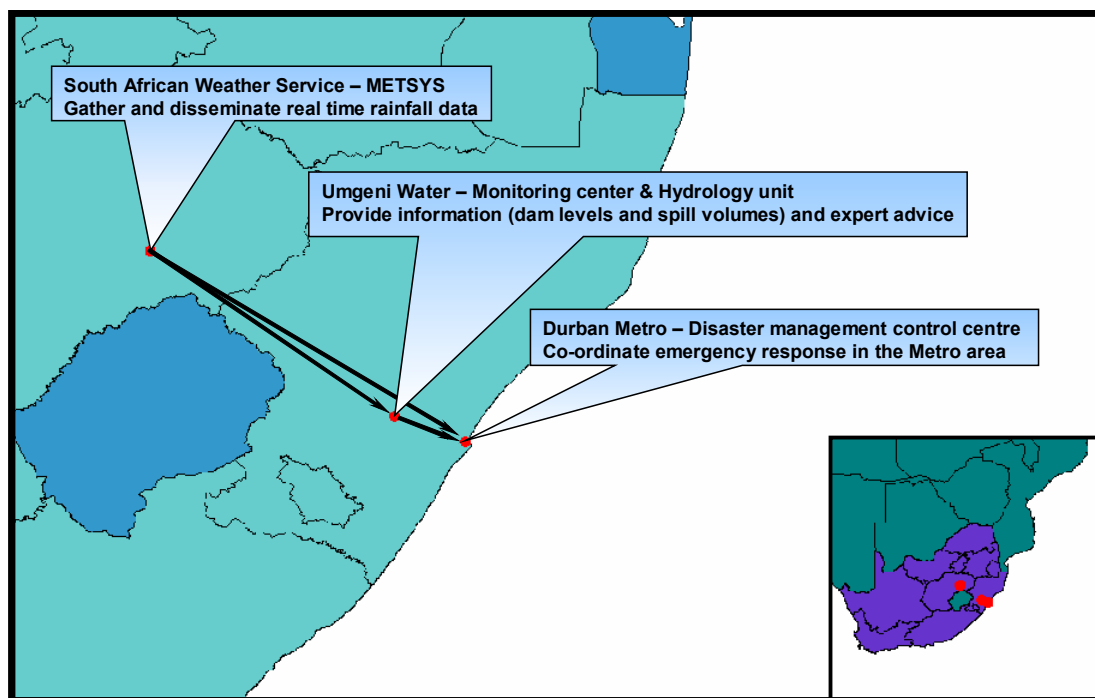 South African Weather Service – METSYS
Gather and disseminate real time rainfall data
Umgeni Water – Monitoring center & Hydrology unit
Provide information (dam levels and spill volumes) and expert advice
Durban Metro – Disaster management control centre
Co-ordinate emergency response in the Metro area